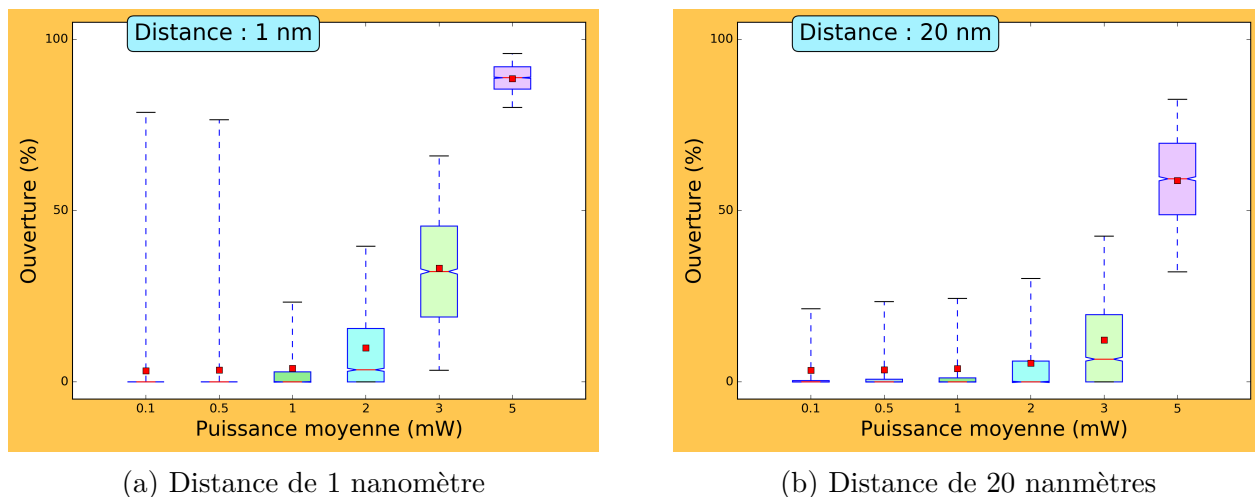 Distance : 1 nm
100
50
0
Ouverture (%)
0.1 0.5 1 2 3 5
Puissance moyenne (mW)
(a) Distance de 1 nanomètre
Distance : 20 nm
100
50
0
Ouverture (%)
0.1 0.5 1 2 3 5
Puissance moyenne (mW)
(b) Distance de 20 nanmètres